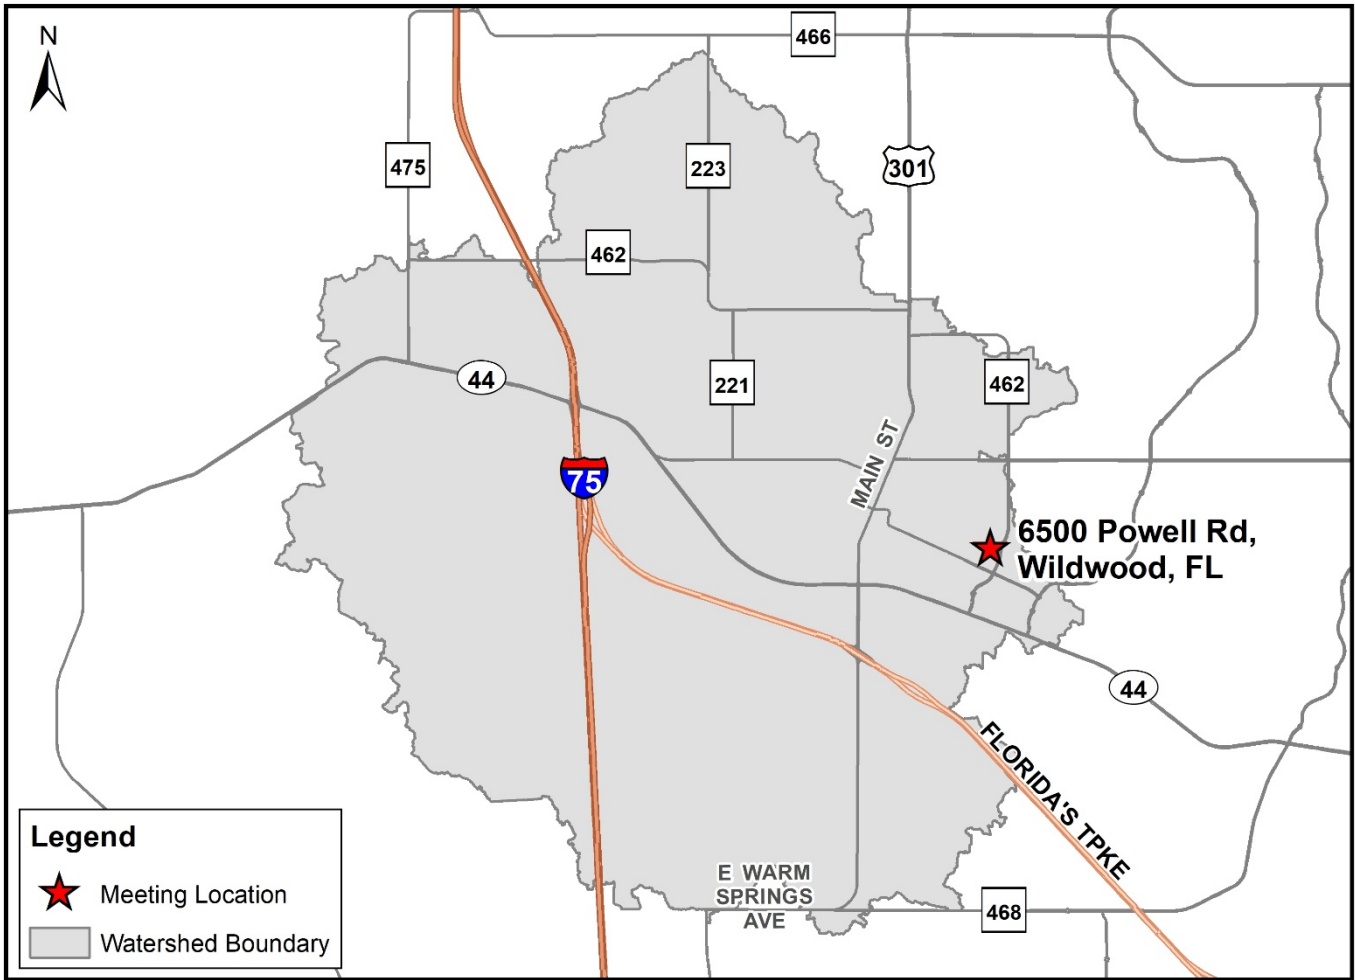 N
466
475
223
301
462
44
221
462
75
MAIN ST
6500 Powell Rd,
Wildwood, FL
44
FLORIDA'S TPKE
E WARM
SPRINGS
AVE
468
Legend
Meeting Location
Watershed Boundary